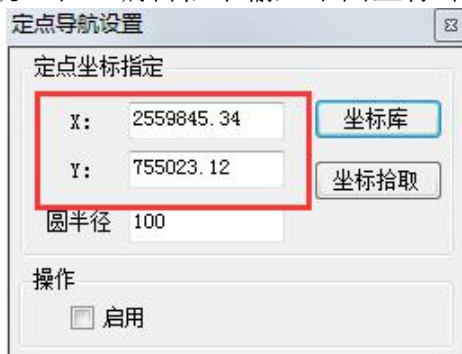 定点导航设置
定点坐标指定
X: 2559845.34 坐标库
Y: 755023.12 坐标拾取
圆半径 100
操作
启用